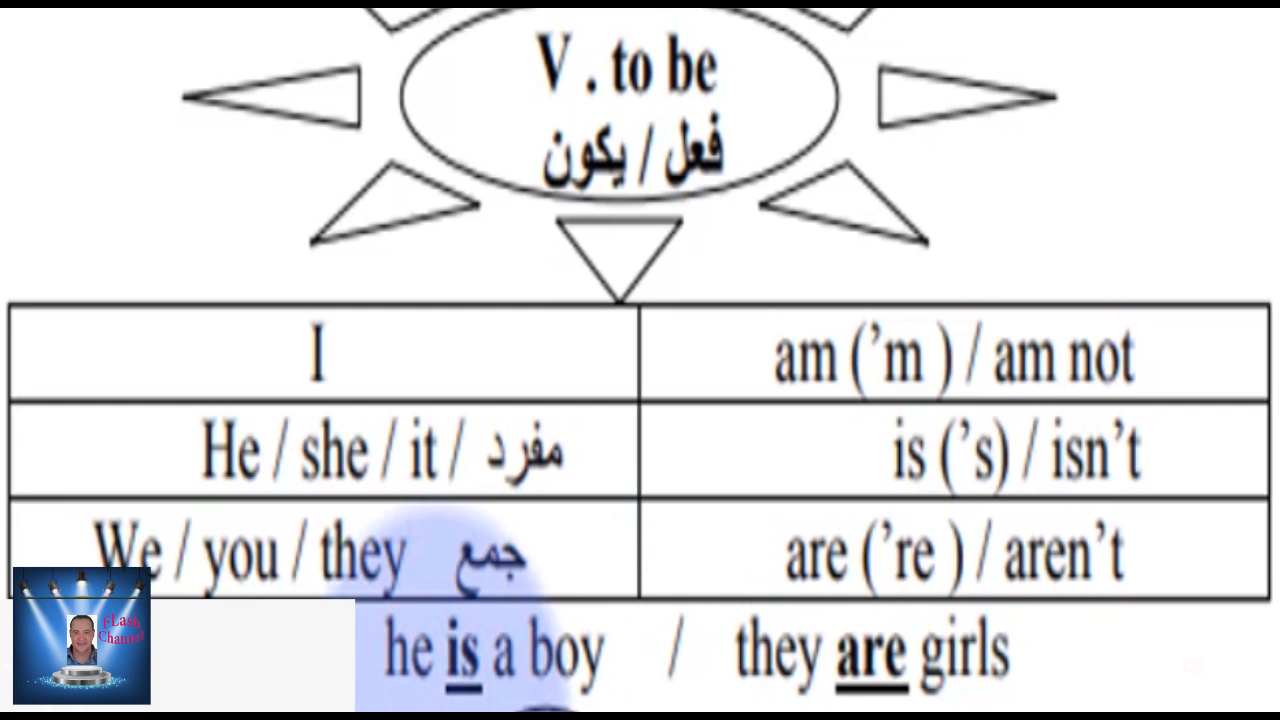 V . to be
فعل / يكون
I
am (’m ) / am not
He / she / it / مفرد
is (’s) / isn’t
We / you / they جمع
are (’re ) / aren’t
he is a boy / they are girls
FLash
Channel